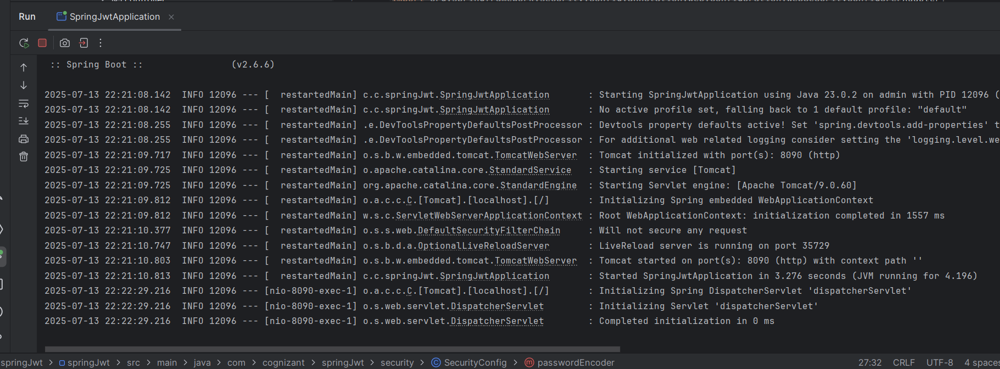 Run SpringJwtApplication
:: Spring Boot :: (v2.6.6)
2025-07-13 22:21:08.142 INFO 12096 --- [ restartedMain] c.c.springJwt.SpringJwtApplication : Starting SpringJwtApplication using Java 23.0.2 on admin with PID 12096 (
2025-07-13 22:21:08.142 INFO 12096 --- [ restartedMain] c.c.springJwt.SpringJwtApplication : No active profile set, falling back to 1 default profile: "default"
2025-07-13 22:21:08.255 INFO 12096 --- [ restartedMain] .e.DevToolsPropertyDefaultsPostProcessor : Devtools property defaults active! Set 'spring.devtools.add-properties' t
2025-07-13 22:21:08.255 INFO 12096 --- [ restartedMain] .e.DevToolsPropertyDefaultsPostProcessor : For additional web related logging consider setting the 'logging.level.we
2025-07-13 22:21:09.717 INFO 12096 --- [ restartedMain] o.s.b.w.embedded.tomcat.TomcatWebServer : Tomcat initialized with port(s): 8090 (http)
2025-07-13 22:21:09.725 INFO 12096 --- [ restartedMain] o.apache.catalina.core.StandardService : Starting service [Tomcat]
2025-07-13 22:21:09.725 INFO 12096 --- [ restartedMain] org.apache.catalina.core.StandardEngine : Starting Servlet engine: [Apache Tomcat/9.0.60]
2025-07-13 22:21:09.812 INFO 12096 --- [ restartedMain] o.a.c.c.C.[Tomcat].[localhost].[/] : Initializing Spring embedded WebApplicationContext
2025-07-13 22:21:09.812 INFO 12096 --- [ restartedMain] w.s.c.ServletWebServerApplicationContext : Root WebApplicationContext: initialization completed in 1557 ms
2025-07-13 22:21:10.377 INFO 12096 --- [ restartedMain] o.s.s.web.DefaultSecurityFilterChain : Will not secure any request
2025-07-13 22:21:10.747 INFO 12096 --- [ restartedMain] o.s.b.d.a.OptionalLiveReloadServer : LiveReload server is running on port 35729
2025-07-13 22:21:10.803 INFO 12096 --- [ restartedMain] o.s.b.w.embedded.tomcat.TomcatWebServer : Tomcat started on port(s): 8090 (http) with context path ''
2025-07-13 22:21:10.813 INFO 12096 --- [ restartedMain] c.c.springJwt.SpringJwtApplication : Started SpringJwtApplication in 3.276 seconds (JVM running for 4.196)
2025-07-13 22:22:29.216 INFO 12096 --- [nio-8090-exec-1] o.a.c.c.C.[Tomcat].[localhost].[/] : Initializing Spring DispatcherServlet 'dispatcherServlet'
2025-07-13 22:22:29.216 INFO 12096 --- [nio-8090-exec-1] o.s.web.servlet.DispatcherServlet : Initializing Servlet 'dispatcherServlet'
2025-07-13 22:22:29.216 INFO 12096 --- [nio-8090-exec-1] o.s.web.servlet.DispatcherServlet : Completed initialization in 0 ms
springJwt > springJwt > src > main > java > com > cognizant > springJwt > security > SecurityConfig > passwordEncoder 27:32 CRLF UTF-8 4 spaces